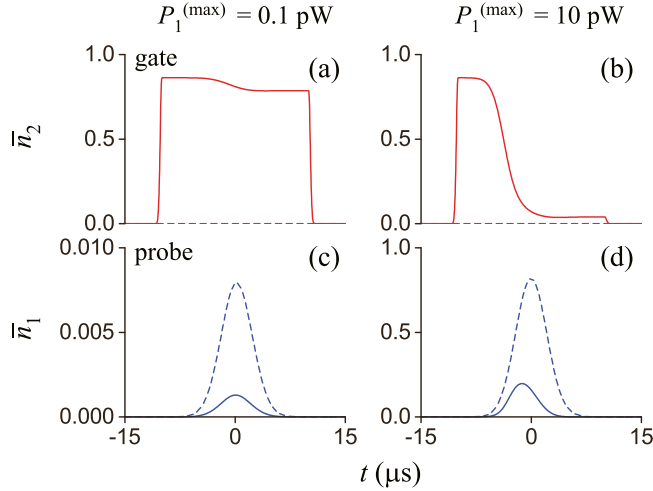 P₁⁽ᵐᵃˣ⁾ = 0.1 pW
P₁⁽ᵐᵃˣ⁾ = 10 pW
1.0
gate
(a)
1.0
(b)
n̅₂
0.5
0.5
0.0
0.0
0.010
probe
(c)
1.0
(d)
n̅₁
0.005
0.5
0.000
0.0
-15
0
15
-15
0
15
t (μs)